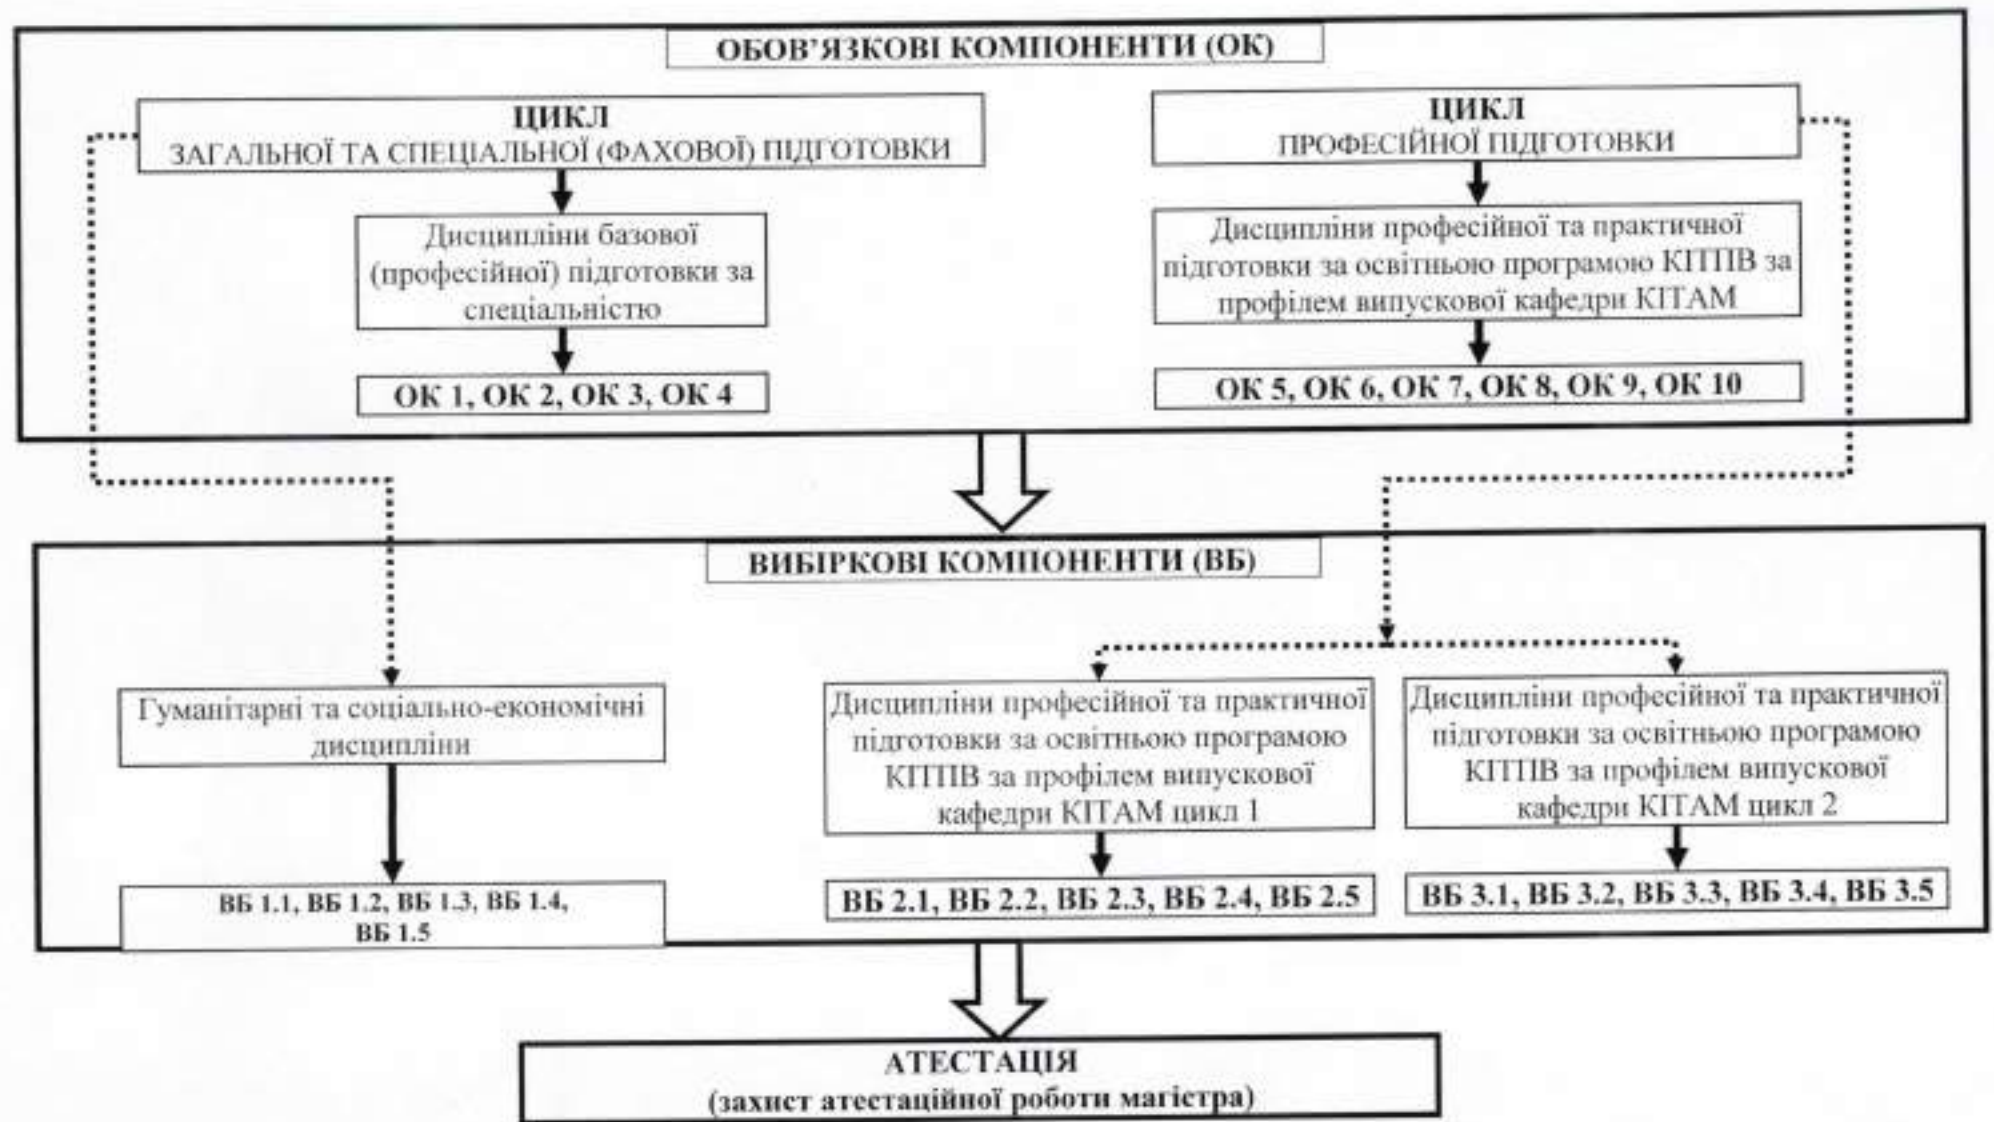 ОБОВ’ЯЗКОВІ КОМПОНЕНТИ (ОК)
ЦИКЛ
ЗАГАЛЬНОЇ ТА СПЕЦІАЛЬНОЇ (ФАХОВОЇ) ПІДГОТОВКИ
Дисципліни базової
(професійної) підготовки за
спеціальністю
ОК 1, ОК 2, ОК 3, ОК 4
ЦИКЛ
ПРОФЕСІЙНОЇ ПІДГОТОВКИ
Дисципліни професійної та практичної
підготовки за освітньою програмою КІТПВ за
профілем випускової кафедри КІТАМ
ОК 5, ОК 6, ОК 7, ОК 8, ОК 9, ОК 10
ВИБІРКОВІ КОМПОНЕНТИ (ВБ)
Гуманітарні та соціально-економічні
дисципліни
ВБ 1.1, ВБ 1.2, ВБ 1.3, ВБ 1.4,
ВБ 1.5
Дисципліни професійної та практичної
підготовки за освітньою програмою
КІТПВ за профілем випускової
кафедри КІТАМ цикл 1
ВБ 2.1, ВБ 2.2, ВБ 2.3, ВБ 2.4, ВБ 2.5
Дисципліни професійної та практичної
підготовки за освітньою програмою
КІТПВ за профілем випускової
кафедри КІТАМ цикл 2
ВБ 3.1, ВБ 3.2, ВБ 3.3, ВБ 3.4, ВБ 3.5
АТЕСТАЦІЯ
(захист атестаційної роботи магістра)